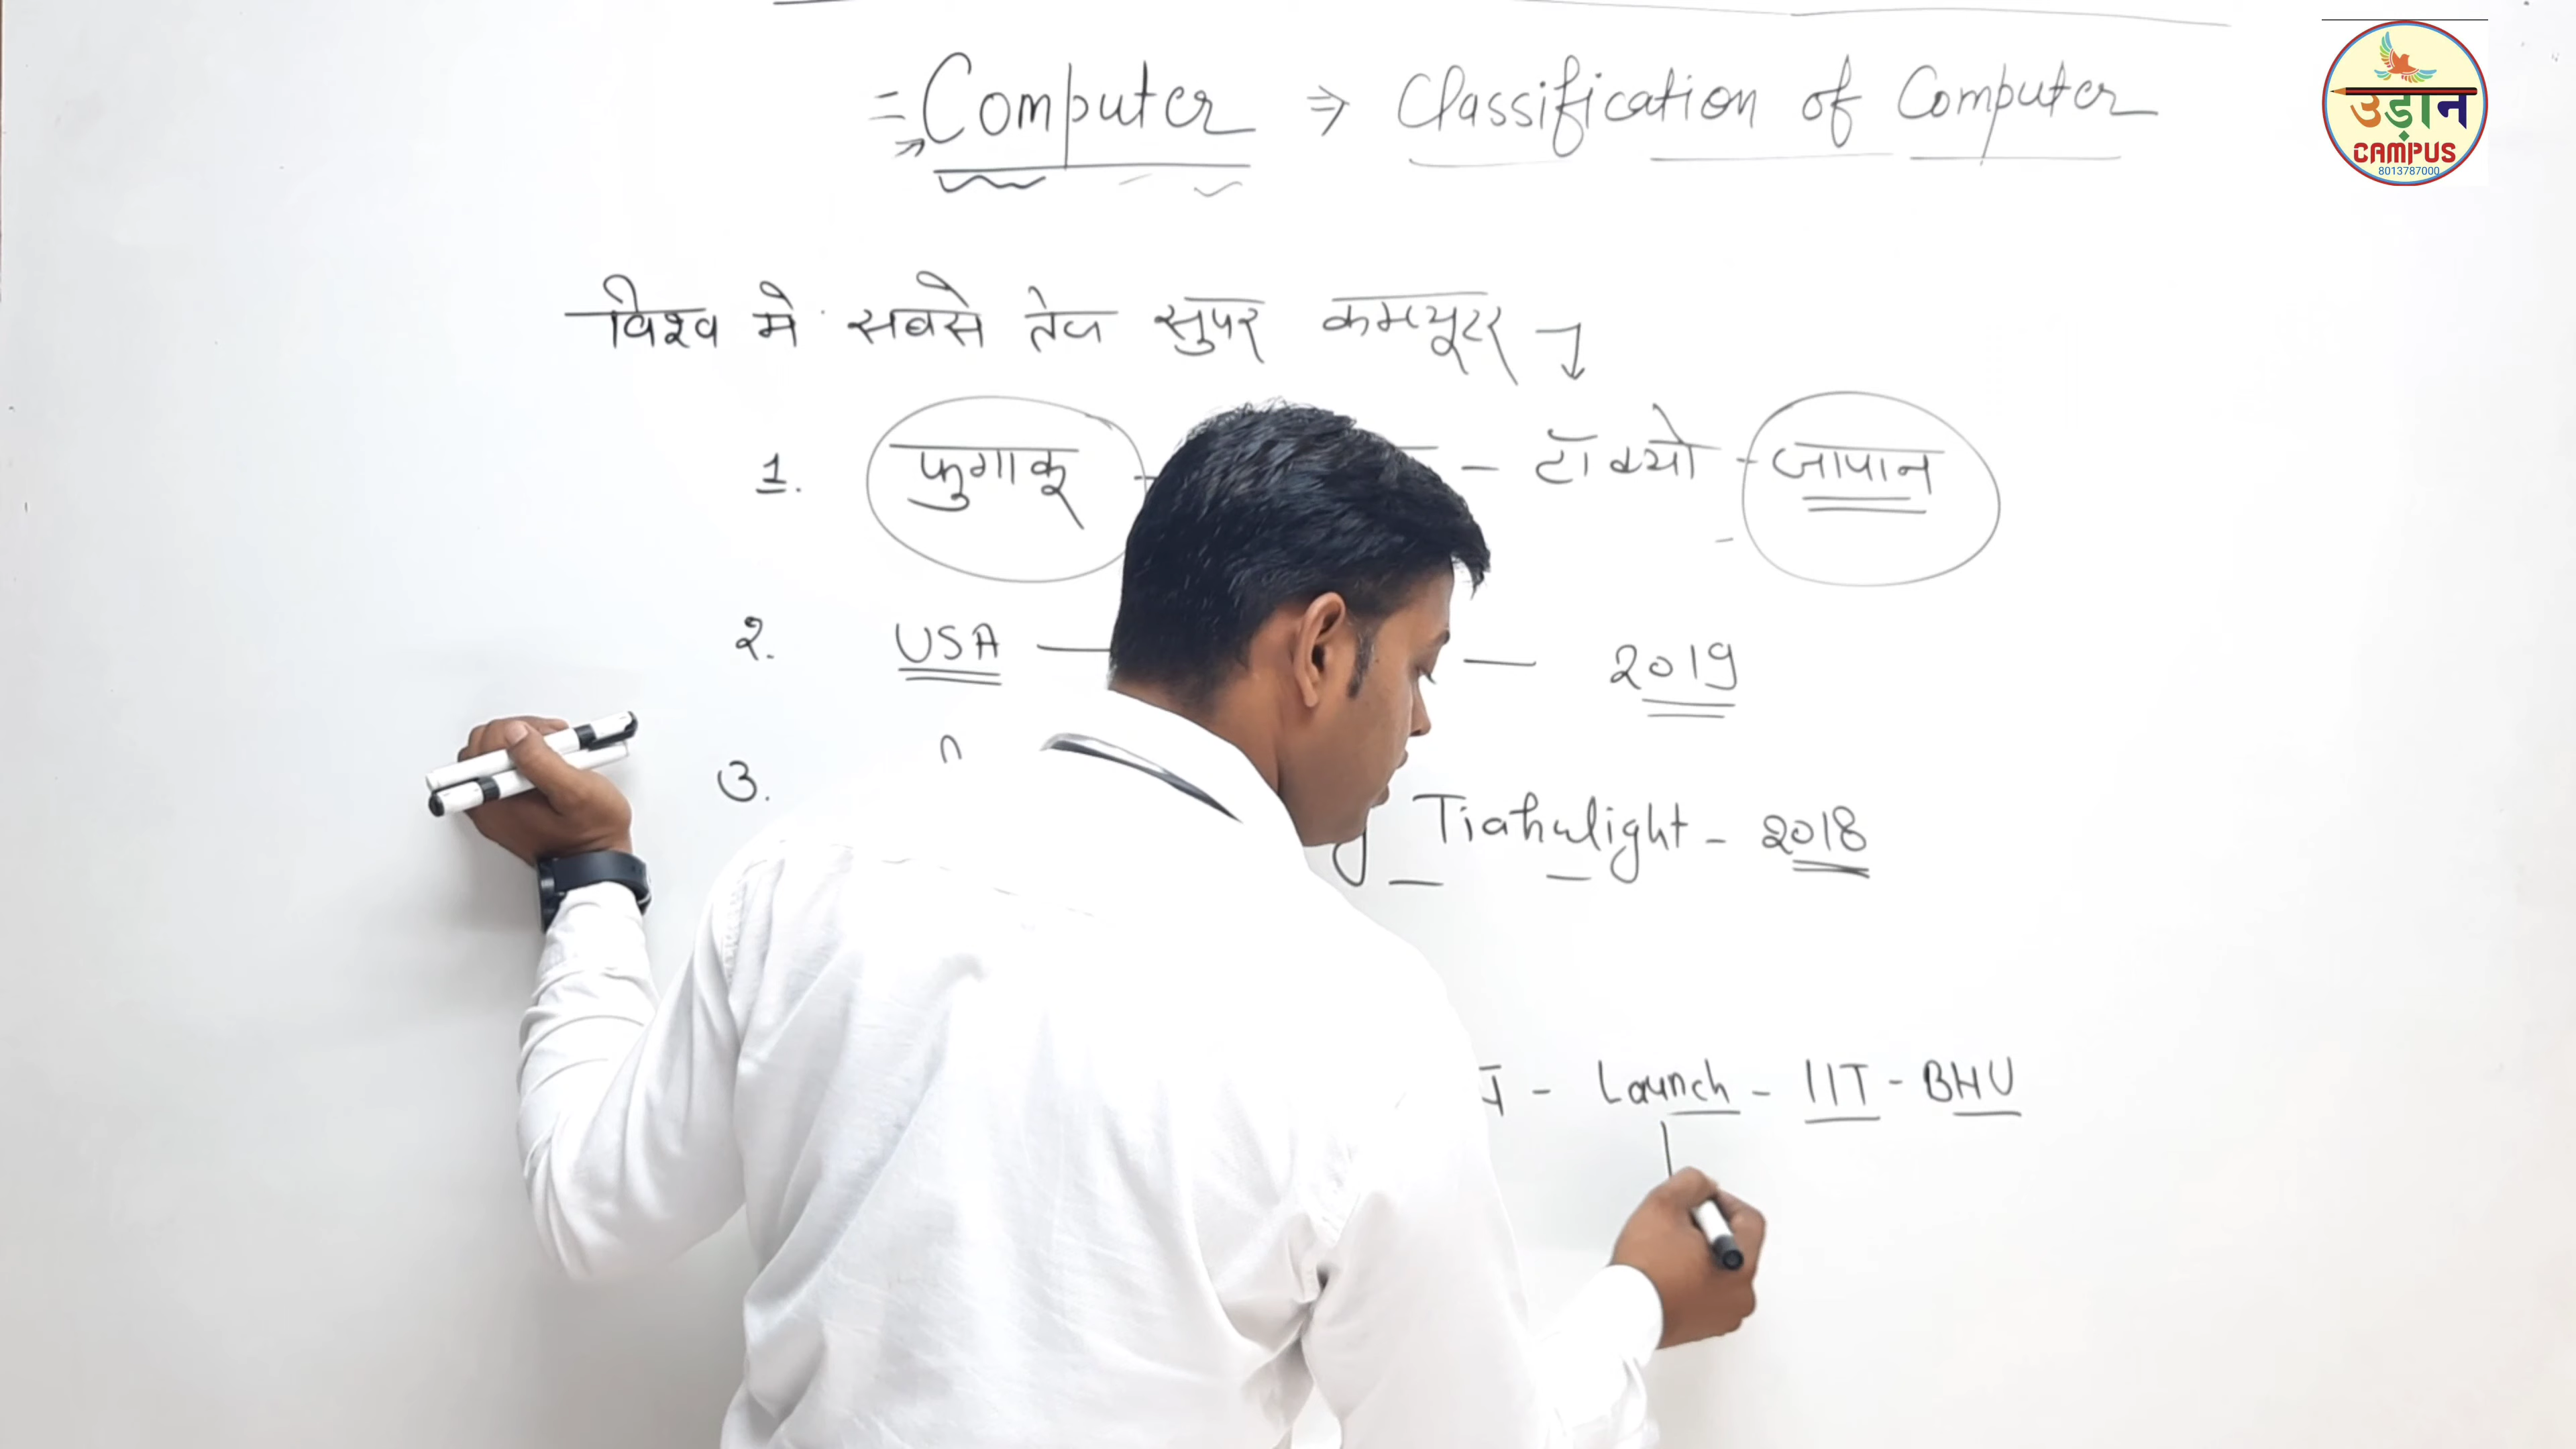 = Computer ⇒ Classification of Computer
उड़ान
CAMPUS
8013787000
विश्व मे सबसे तेज सुपर कम्प्यूटर
1. फुगाकू - - टॉक्यो - जापान
2. USA — — 2019
3. Tiahulight - 2018
- Launch - IIT - BHU